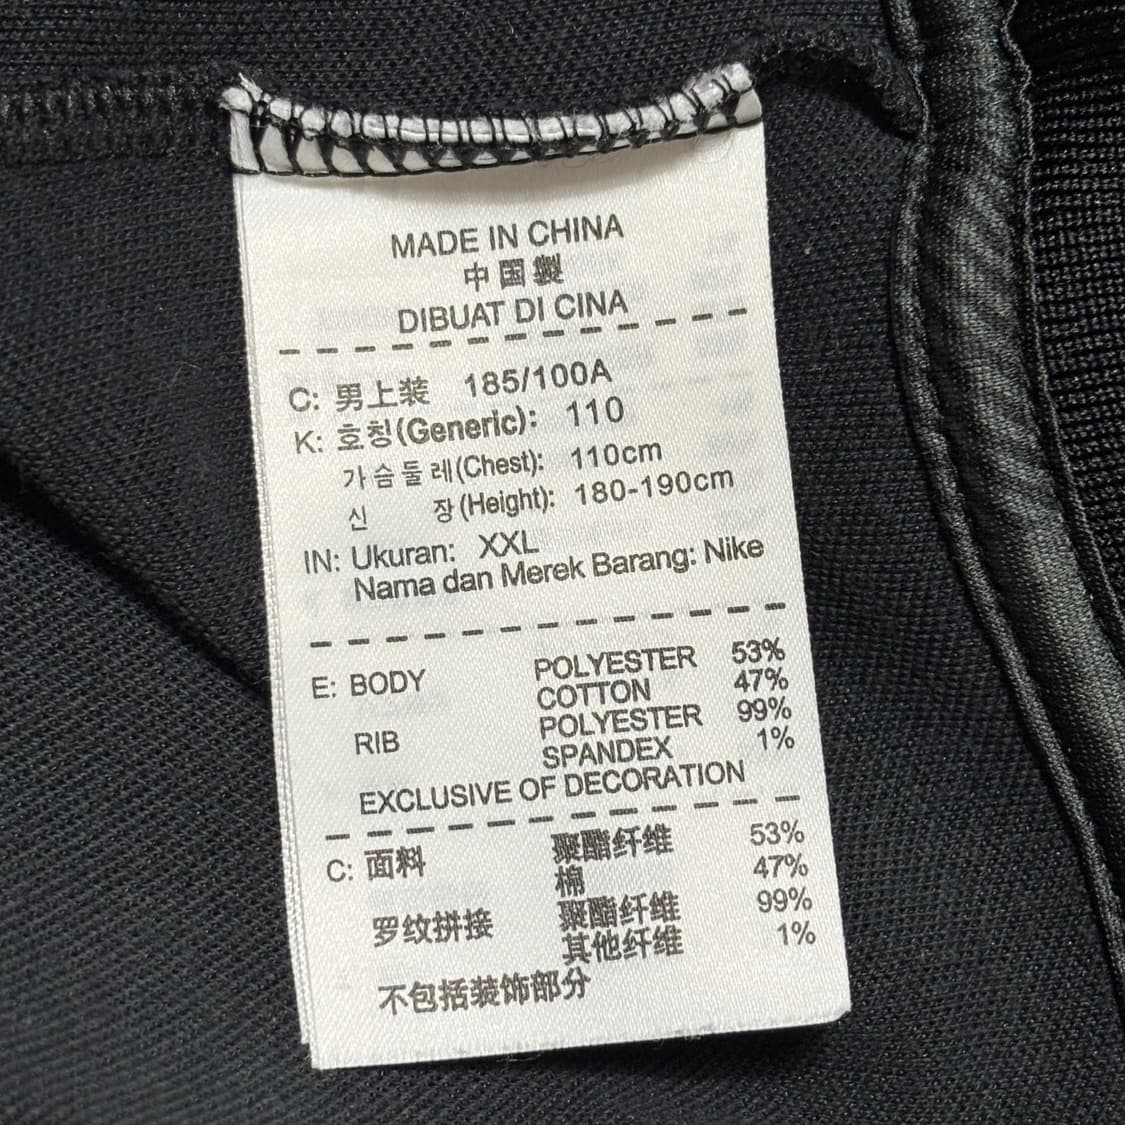 MADE IN CHINA
中国製
DIBUAT DI CINA
C: 男上装 185/100A
K: 호칭(Generic): 110
가슴둘레(Chest): 110cm
신 장(Height): 180-190cm
IN: Ukuran: XXL
Nama dan Merek Barang: Nike
E: BODY POLYESTER 53%
COTTON 47%
RIB POLYESTER 99%
SPANDEX 1%
EXCLUSIVE OF DECORATION
C: 面料 聚酯纤维 53%
棉 47%
罗纹拼接 聚酯纤维 99%
其他纤维 1%
不包括装饰部分